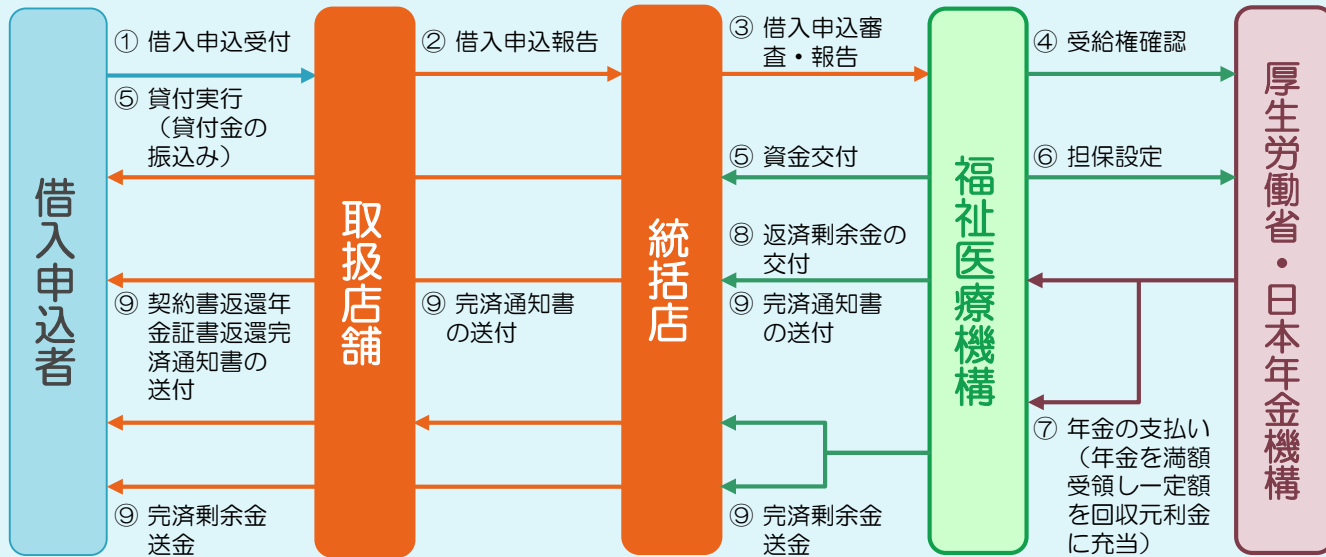 ① 借入申込受付
⑤ 貸付実行
（貸付金の
振込み）
借入申込者
⑨ 契約書返還年
金証書返還完
済通知書の
送付
⑨ 完済剰余金
送金
取扱店舗
② 借入申込報告
⑨ 完済通知書
の送付
統括店
③ 借入申込審
査・報告
⑤ 資金交付
⑧ 返済剰余金の
交付
⑨ 完済通知書
の送付
⑨ 完済剰余金
送金
福祉医療機構
④ 受給権確認
⑥ 担保設定
⑦ 年金の支払い
（年金を満額
受領し一定額
を回収元利金
に充当）
厚生労働省・日本年金機構